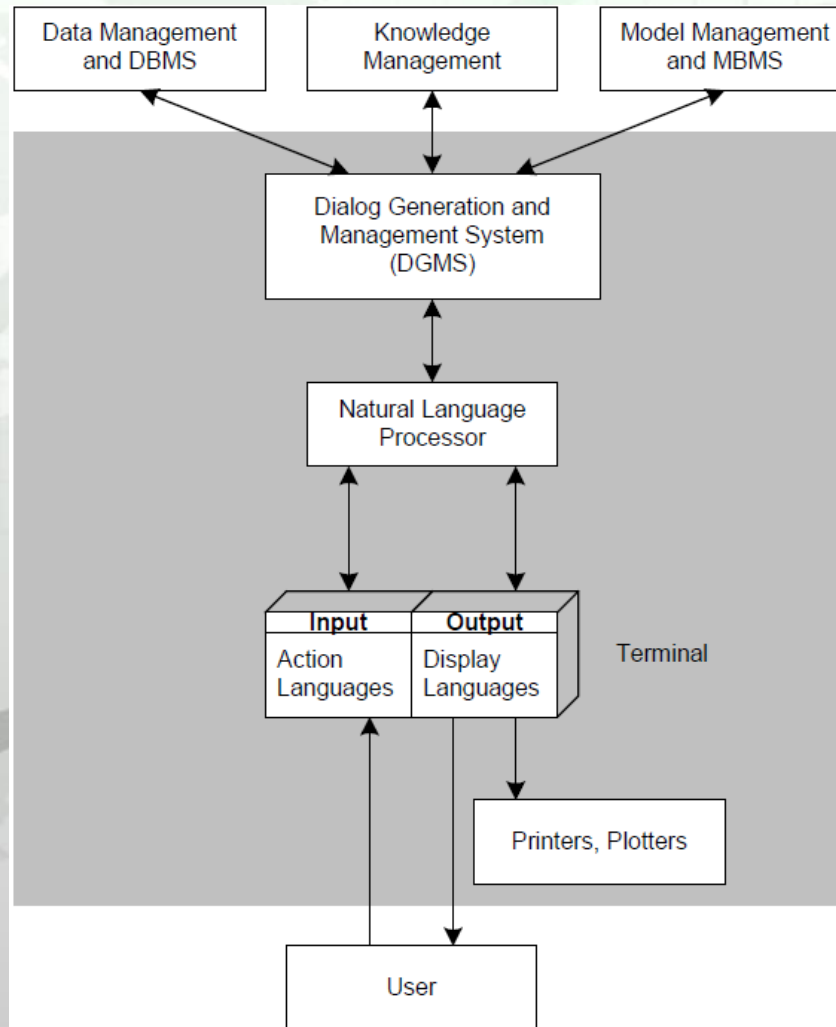 Data Management
and DBMS
Knowledge
Management
Model Management
and MBMS
Dialog Generation and
Management System
(DGMS)
Natural Language
Processor
Input
Output
Action
Languages
Display
Languages
Terminal
Printers, Plotters
User